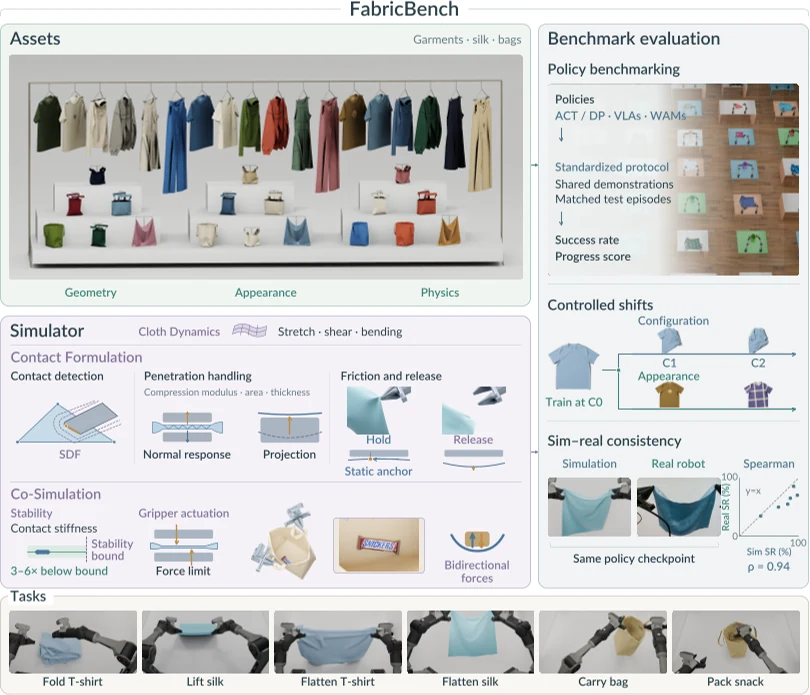 FabricBench
Assets
Garments · silk · bags
Geometry
Appearance
Physics
Simulator
Cloth Dynamics
Stretch · shear · bending
Contact Formulation
Contact detection
SDF
Penetration handling
Compression modulus · area · thickness
Normal response
Projection
Friction and release
Hold
Release
Static anchor
Co-Simulation
Stability
Contact stiffness
Stability
bound
3–6× below bound
Gripper actuation
Force limit
SNICKERS
Bidirectional
forces
Benchmark evaluation
Policy benchmarking
Policies
ACT / DP · VLAs · WAMs
Standardized protocol
Shared demonstrations
Matched test episodes
Success rate
Progress score
Controlled shifts
Configuration
C1
C2
Appearance
Train at C0
Sim–real consistency
Simulation
Real robot
Spearman
100
y=x
Real SR (%)
0
100
Sim SR (%)
ρ = 0.94
Same policy checkpoint
Tasks
Fold T-shirt
Lift silk
Flatten T-shirt
Flatten silk
Carry bag
Pack snack